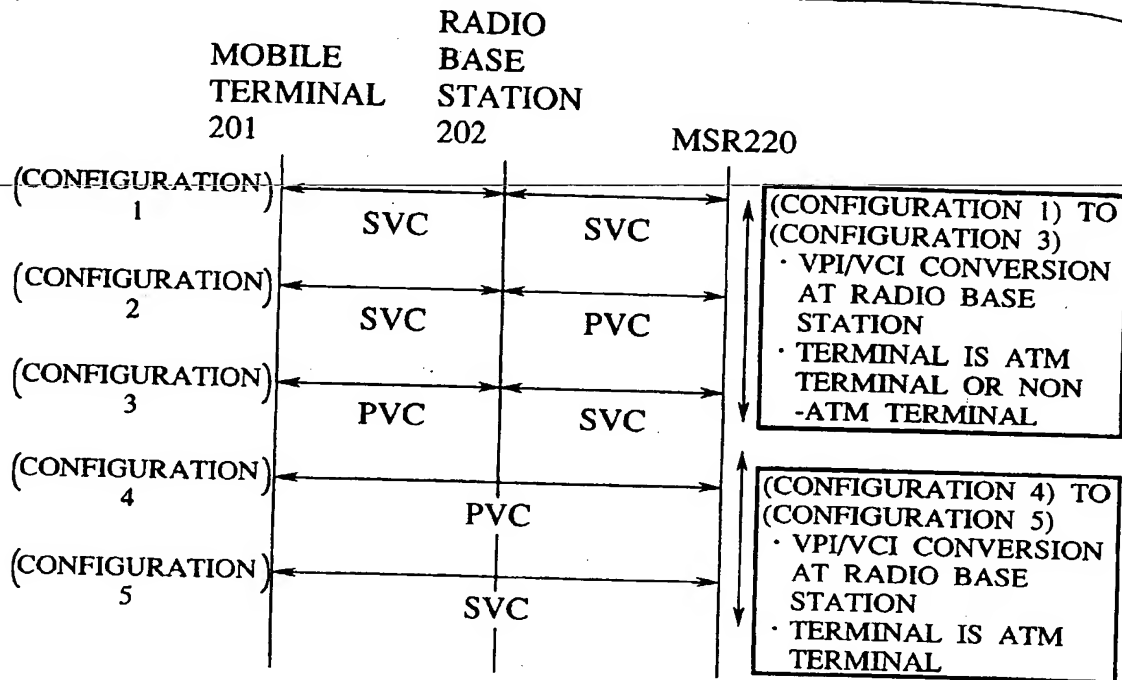 MOBILE
TERMINAL
201
RADIO
BASE
STATION
202
MSR220
(CONFIGURATION)
1
SVC
SVC
(CONFIGURATION)
2
SVC
PVC
(CONFIGURATION)
3
PVC
SVC
(CONFIGURATION)
4
PVC
(CONFIGURATION)
5
SVC
(CONFIGURATION 1) TO
(CONFIGURATION 3)
· VPI/VCI CONVERSION
AT RADIO BASE
STATION
· TERMINAL IS ATM
TERMINAL OR NON
-ATM TERMINAL
(CONFIGURATION 4) TO
(CONFIGURATION 5)
· VPI/VCI CONVERSION
AT RADIO BASE
STATION
· TERMINAL IS ATM
TERMINAL